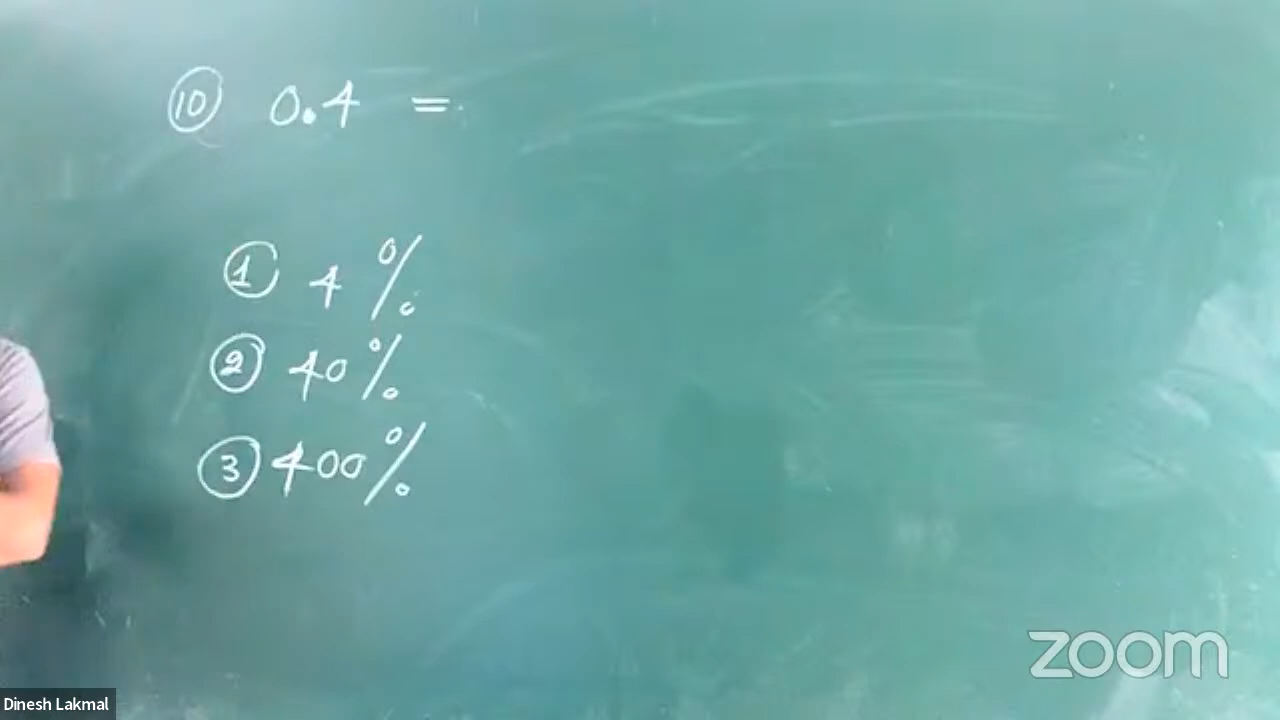 ⑩ 0.4 =
① 4 %
② 40 %
③ 400 %
zoom
Dinesh Lakmal